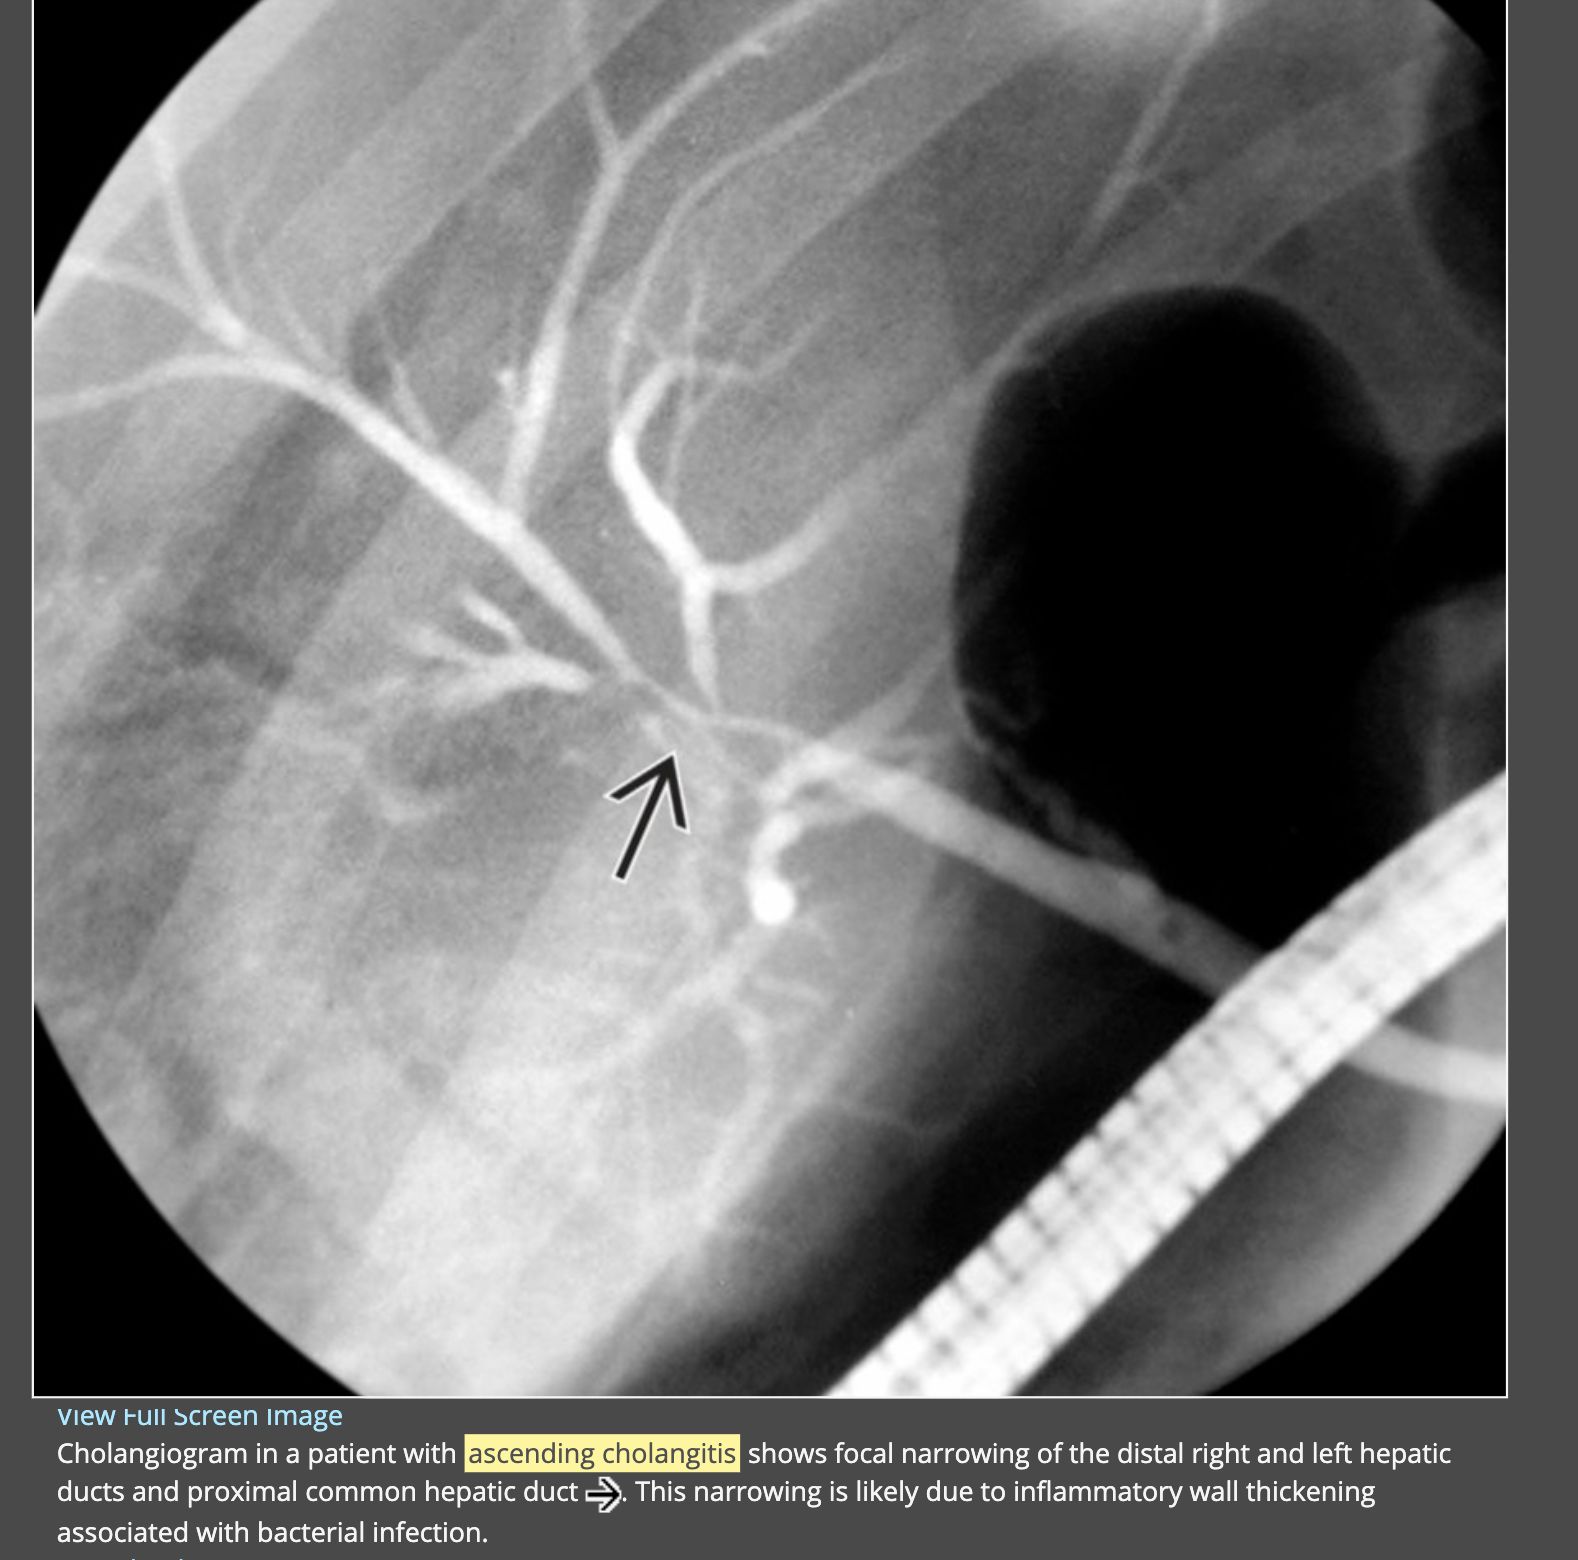 View Full Screen Image
Cholangiogram in a patient with ascending cholangitis shows focal narrowing of the distal right and left hepatic
ducts and proximal common hepatic duct ➔. This narrowing is likely due to inflammatory wall thickening
associated with bacterial infection.